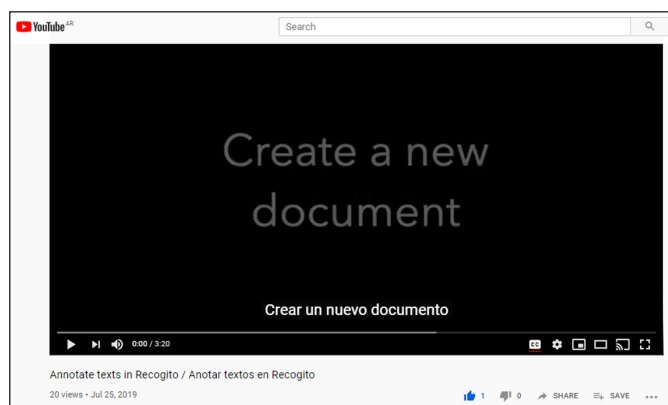 YouTube AR
Search
Create a new
document
Crear un nuevo documento
0:00 / 3:20
CC
Annotate texts in Recogito / Anotar textos en Recogito
20 views • Jul 25, 2019
1 0 SHARE SAVE